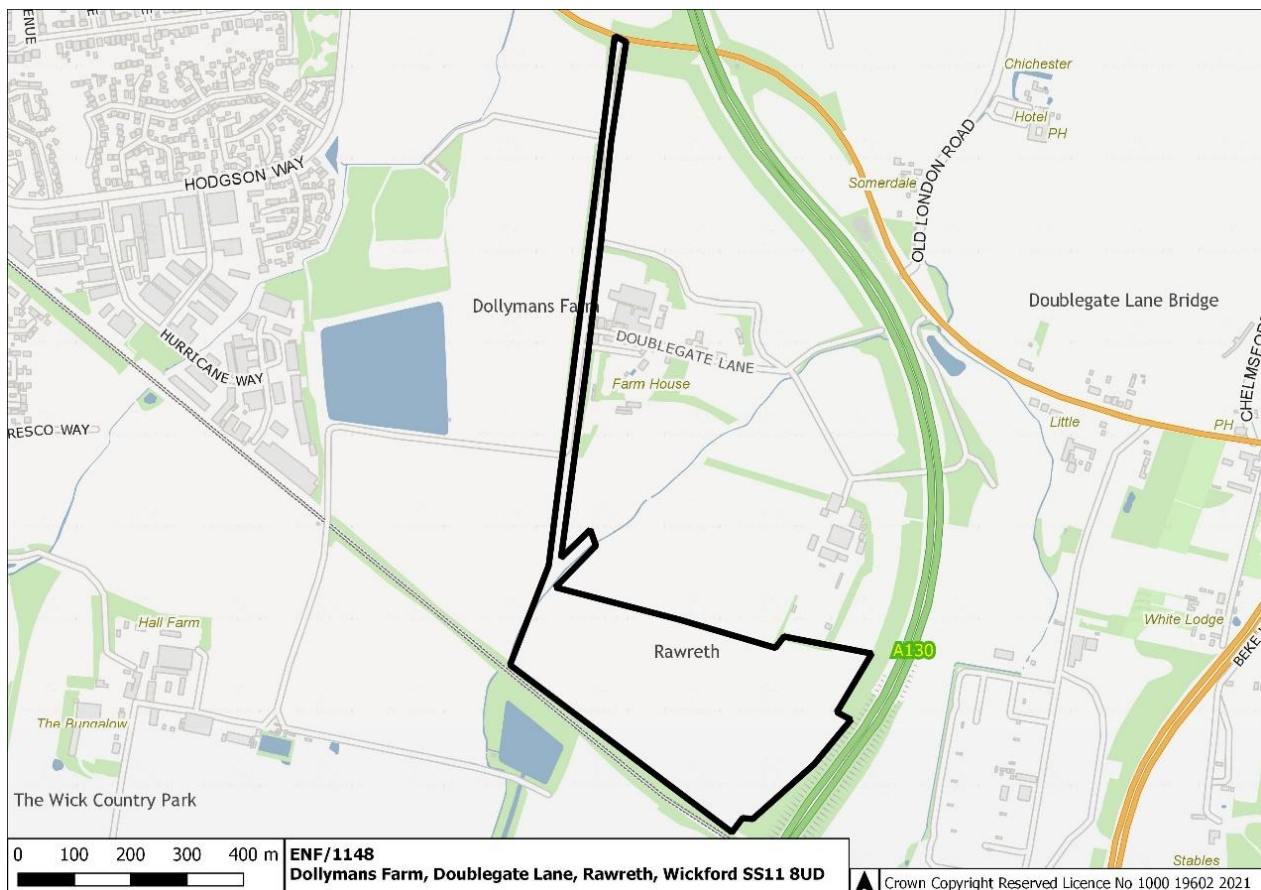 ENUE
Chichester
Hotel
PH
HODGSON WAY
OLD LONDON ROAD
Somerdale
Dollymans Farm
Doublegate Lane Bridge
DOUBLEGATE LANE
HURRICANE WAY
Farm House
CHELMSFORD
RESCO WAY
Little
PH
Hall Farm
White Lodge
Rawreth
A130
BEKE
The Bungalow
The Wick Country Park
Stables
0 100 200 300 400 m
ENF/1148
Dollymans Farm, Doublegate Lane, Rawreth, Wickford SS11 8UD
Crown Copyright Reserved Licence No 1000 19602 2021